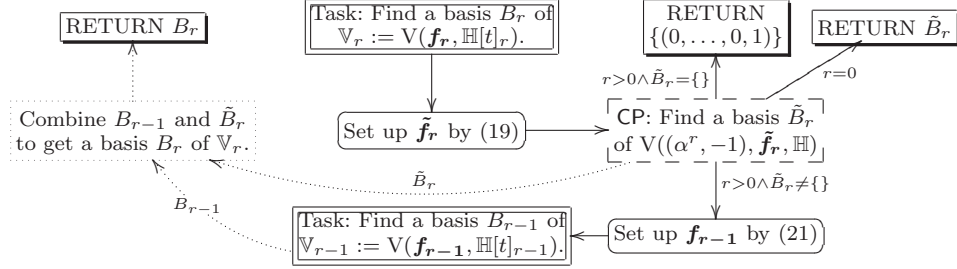 RETURN B_r
Task: Find a basis B_r of
𝕍_r := V(f_r, ℍ[t]_r).
RETURN
{(0, . . . , 0, 1)}
RETURN B̃_r
r>0∧B̃_r={}
r=0
Combine B_{r−1} and B̃_r
to get a basis B_r of 𝕍_r.
Set up f̃_r by (19)
CP: Find a basis B̃_r
of V((α^r, −1), f̃_r, ℍ)
B̃_r
r>0∧B̃_r≠{}
B_{r−1}
Task: Find a basis B_{r−1} of
𝕍_{r−1} := V(f_{r−1}, ℍ[t]_{r−1}).
Set up f_{r−1} by (21)